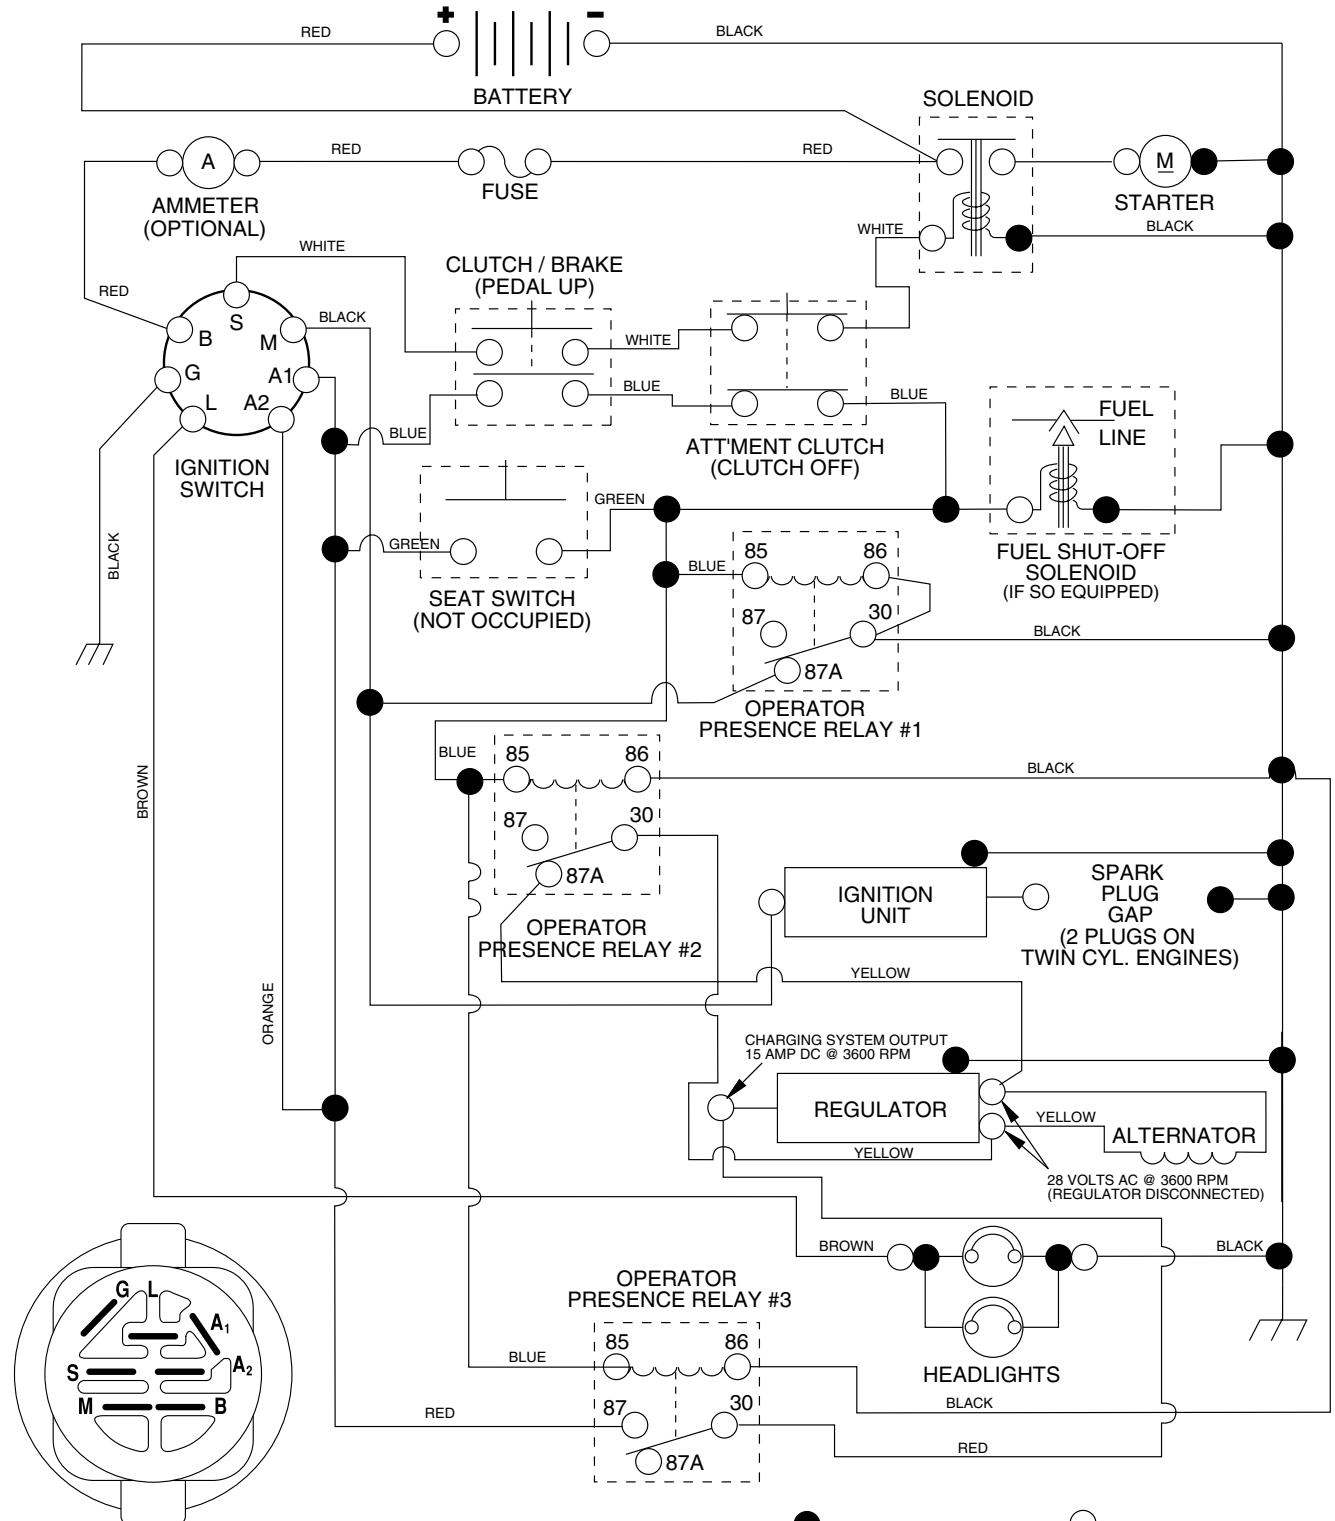 +
-
RED
BLACK
BATTERY
SOLENOID
RED
RED
A
FUSE
M
AMMETER
(OPTIONAL)
STARTER
BLACK
WHITE
WHITE
CLUTCH / BRAKE
(PEDAL UP)
RED
S
BLACK
B
M
WHITE
G
A1
BLUE
L
A2
BLUE
BLUE
FUEL
LINE
ATT'MENT CLUTCH
(CLUTCH OFF)
IGNITION
SWITCH
GREEN
GREEN
BLACK
SEAT SWITCH
(NOT OCCUPIED)
BLUE
85
86
87
30
87A
FUEL SHUT-OFF
SOLENOID
(IF SO EQUIPPED)
BLACK
OPERATOR
PRESENCE RELAY #1
BLUE
85
86
87
30
87A
BLACK
BROWN
OPERATOR
PRESENCE RELAY #2
IGNITION
UNIT
SPARK
PLUG
GAP
(2 PLUGS ON
TWIN CYL. ENGINES)
YELLOW
ORANGE
CHARGING SYSTEM OUTPUT
15 AMP DC @ 3600 RPM
REGULATOR
YELLOW
ALTERNATOR
YELLOW
28 VOLTS AC @ 3600 RPM
(REGULATOR DISCONNECTED)
BROWN
BLACK
HEADLIGHTS
OPERATOR
PRESENCE RELAY #3
BLUE
85
86
87
30
87A
BLACK
RED
RED
G
L
A1
S
A2
M
B